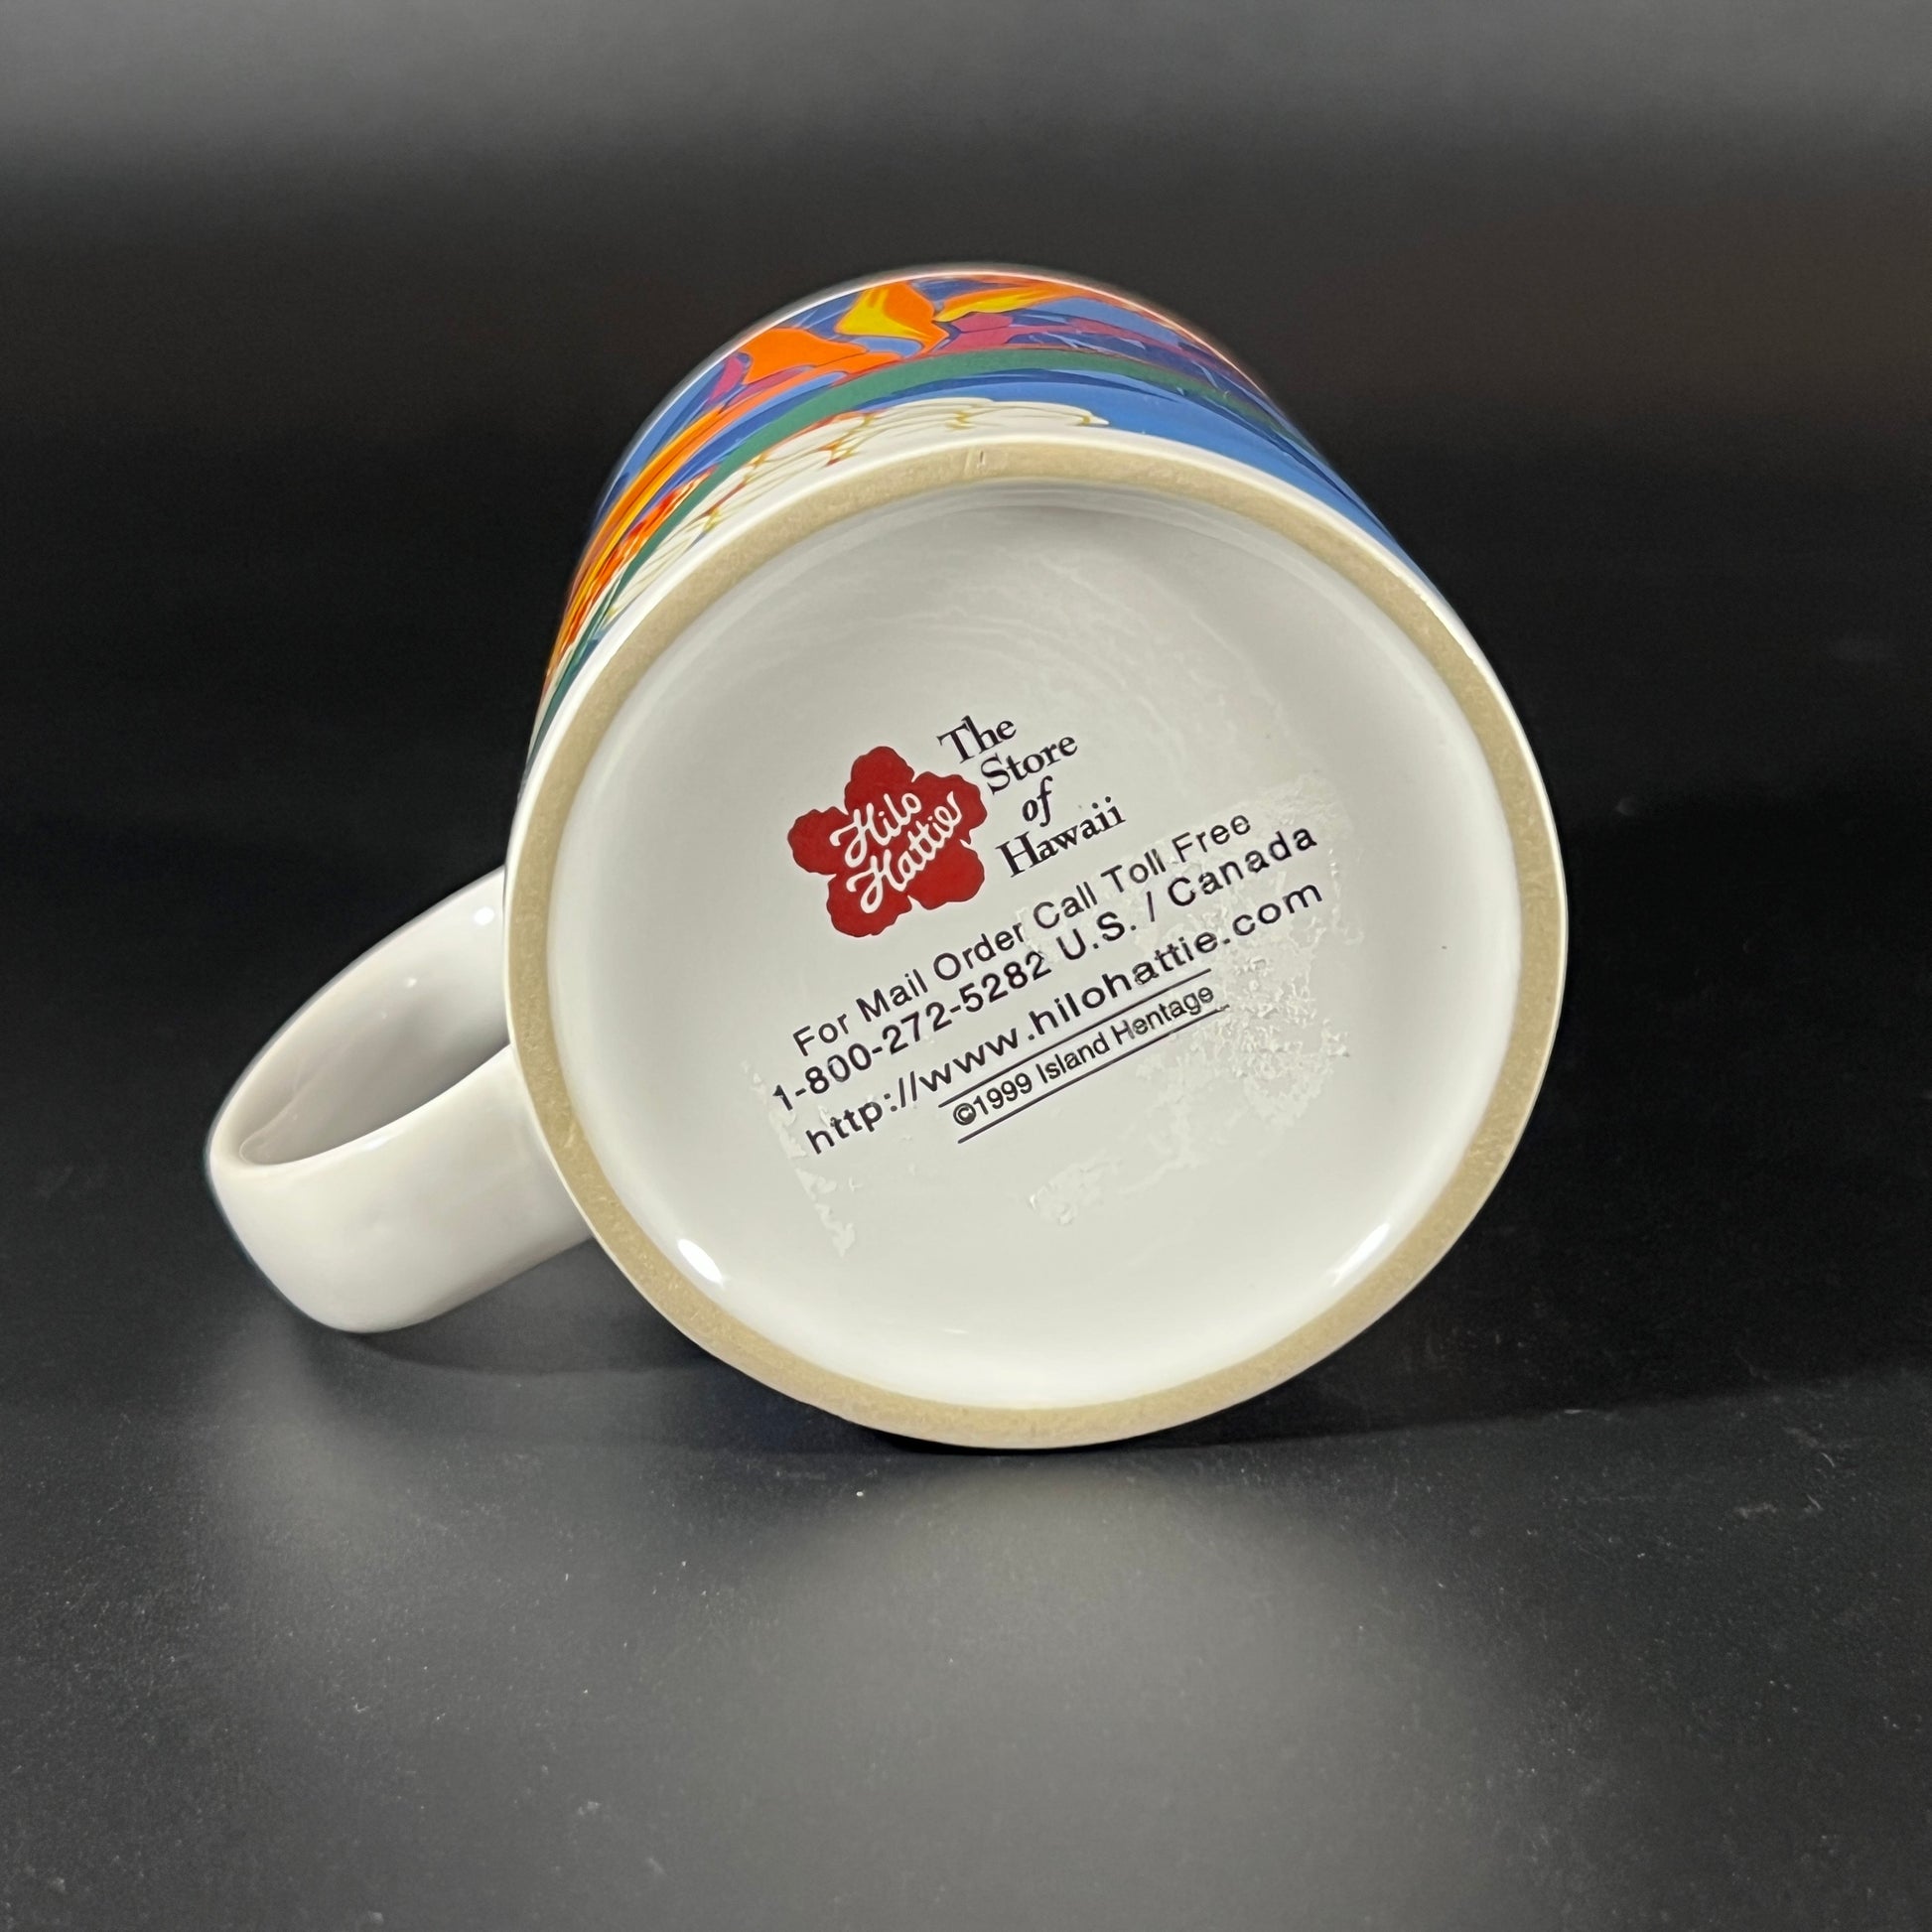 Hilo
Hattie
The
Store
of
Hawaii
For Mail Order Call Toll Free
1-800-272-5282 U.S. / Canada
http://www.hilohattie.com
©1999 Island Heritage